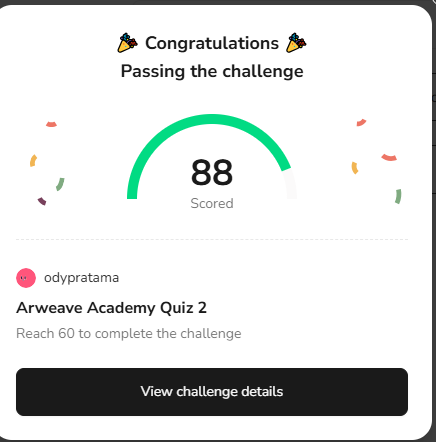 Congratulations
Passing the challenge
88
Scored
odypratama
Arweave Academy Quiz 2
Reach 60 to complete the challenge
View challenge details